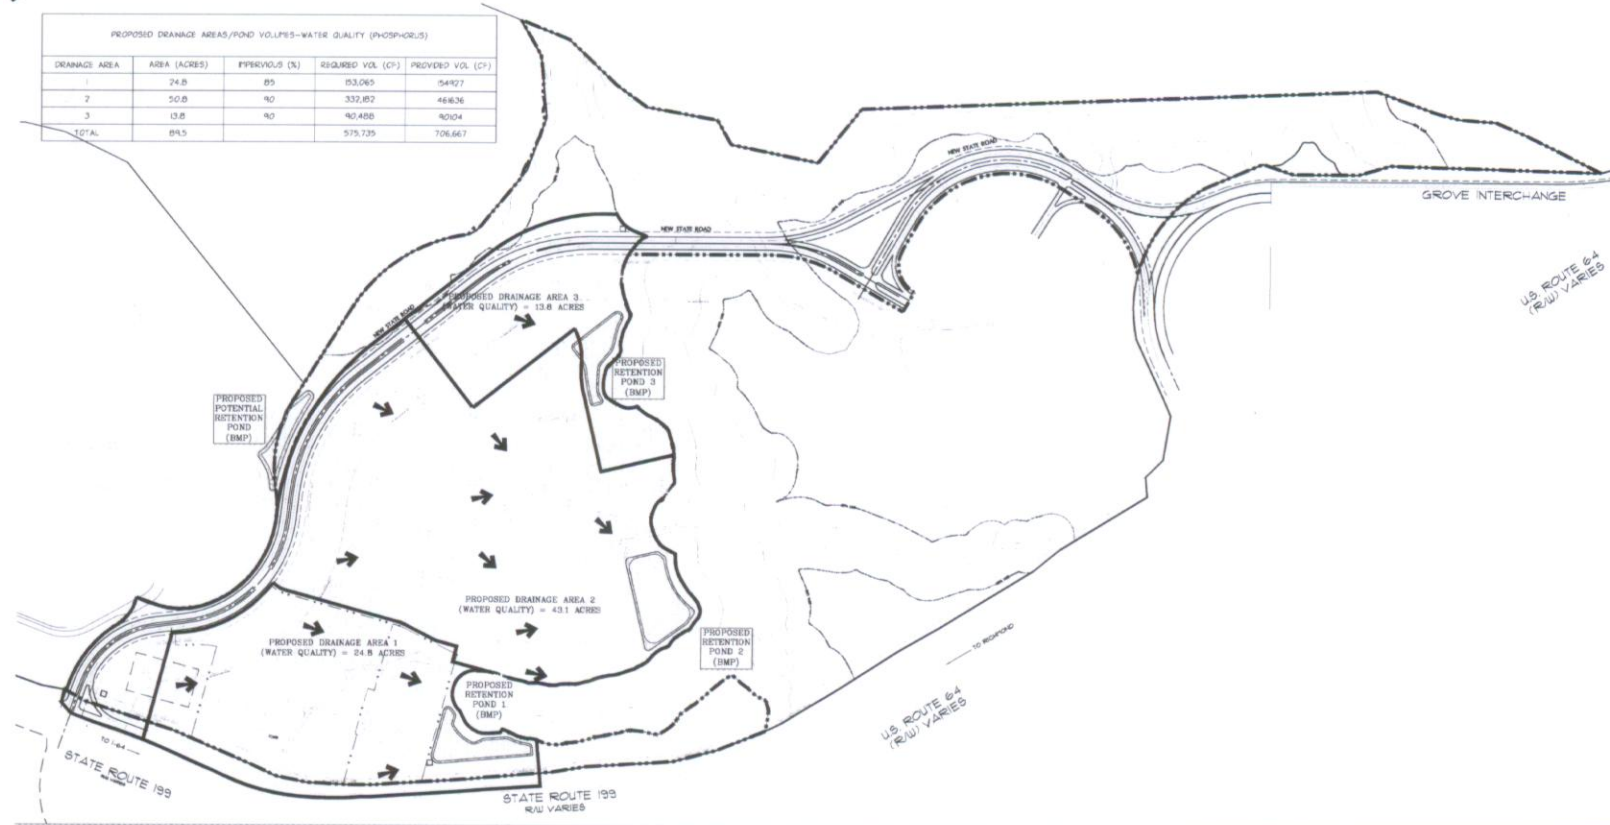 PROPOSED DRAINAGE AREAS/POND VOLUMES-WATER QUALITY (PHOSPHORUS)
DRAINAGE AREA AREA (ACRES) IMPERVIOUS (%) REQUIRED VOL (CF) PROVIDED VOL (CF)
1 24.8 85 153,065 154927
2 50.8 90 332,182 461636
3 13.8 90 90,488 90104
TOTAL 89.5 575,735 706,667
NEW STATE ROAD
GROVE INTERCHANGE
NEW STATE ROAD
U.S. ROUTE 64
(R/W) VARIES
PROPOSED DRAINAGE AREA 3
(WATER QUALITY) = 13.8 ACRES
NEW STATE ROAD
PROPOSED
RETENTION
POND 3
(BMP)
PROPOSED
POTENTIAL
RETENTION
POND
(BMP)
PROPOSED DRAINAGE AREA 2
(WATER QUALITY) = 43.1 ACRES
PROPOSED DRAINAGE AREA 1
(WATER QUALITY) = 24.8 ACRES
PROPOSED
RETENTION
POND 2
(BMP)
TO RICHMOND
PROPOSED
RETENTION
POND 1
(BMP)
U.S. ROUTE 64
(R/W) VARIES
TO I-64
STATE ROUTE 199
STATE ROUTE 199
R/W VARIES